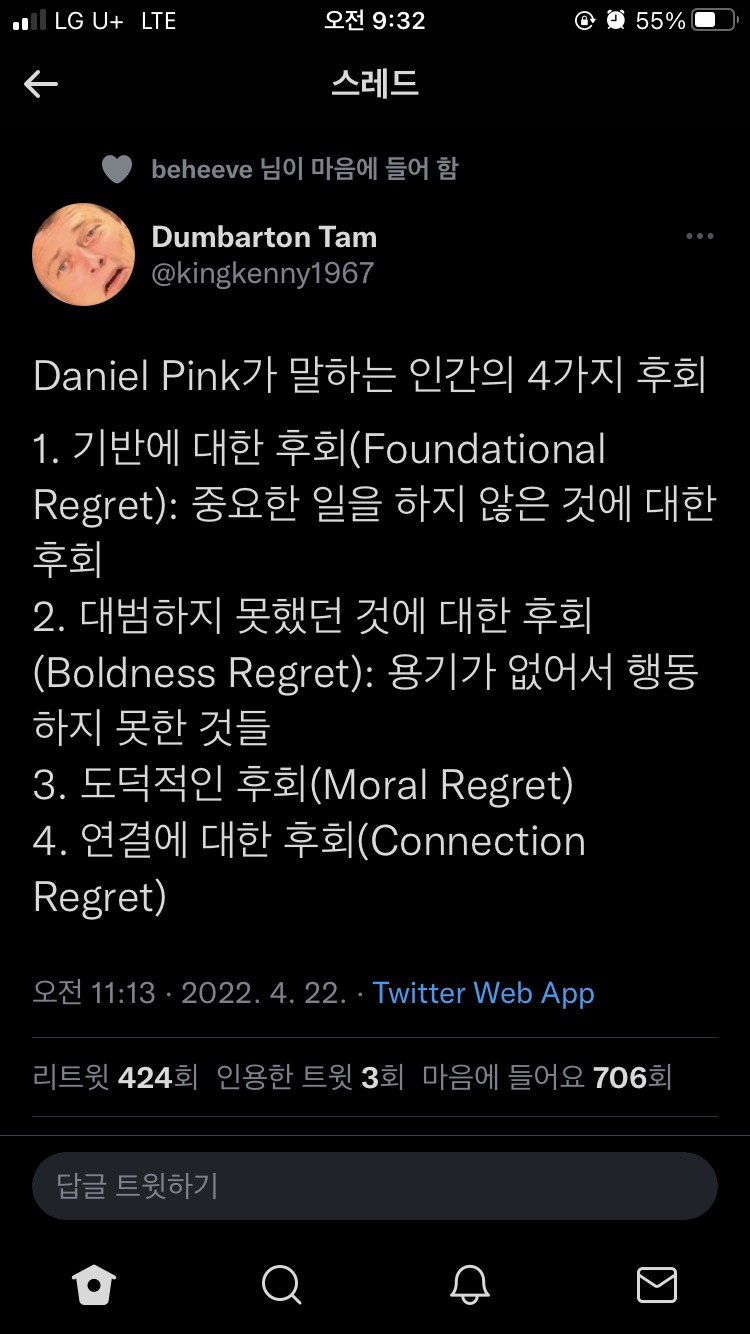 LG U+ LTE 오전 9:32 55%
스레드
beheeve 님이 마음에 들어 함
Dumbarton Tam
@kingkenny1967
Daniel Pink가 말하는 인간의 4가지 후회
1. 기반에 대한 후회(Foundational
Regret): 중요한 일을 하지 않은 것에 대한
후회
2. 대범하지 못했던 것에 대한 후회
(Boldness Regret): 용기가 없어서 행동
하지 못한 것들
3. 도덕적인 후회(Moral Regret)
4. 연결에 대한 후회(Connection
Regret)
오전 11:13 · 2022. 4. 22. · Twitter Web App
리트윗 424회 인용한 트윗 3회 마음에 들어요 706회
답글 트윗하기